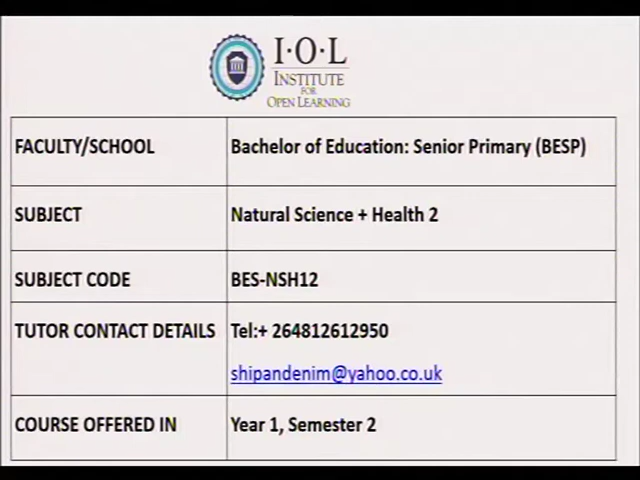 I·O·L
INSTITUTE
FOR
OPEN LEARNING
FACULTY/SCHOOL Bachelor of Education: Senior Primary (BESP)
SUBJECT Natural Science + Health 2
SUBJECT CODE BES-NSH12
TUTOR CONTACT DETAILS Tel:+ 264812612950
shipandenim@yahoo.co.uk
COURSE OFFERED IN Year 1, Semester 2